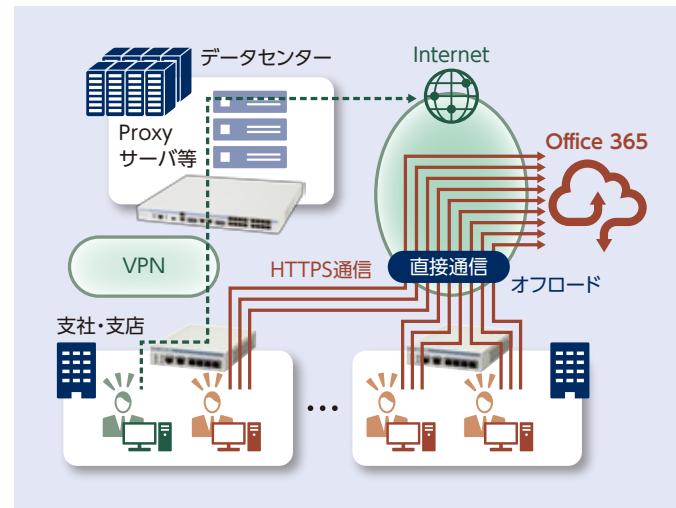 データセンター
Internet
Proxy
サーバ等
Office 365
VPN
HTTPS通信
直接通信
オフロード
支社・支店
…